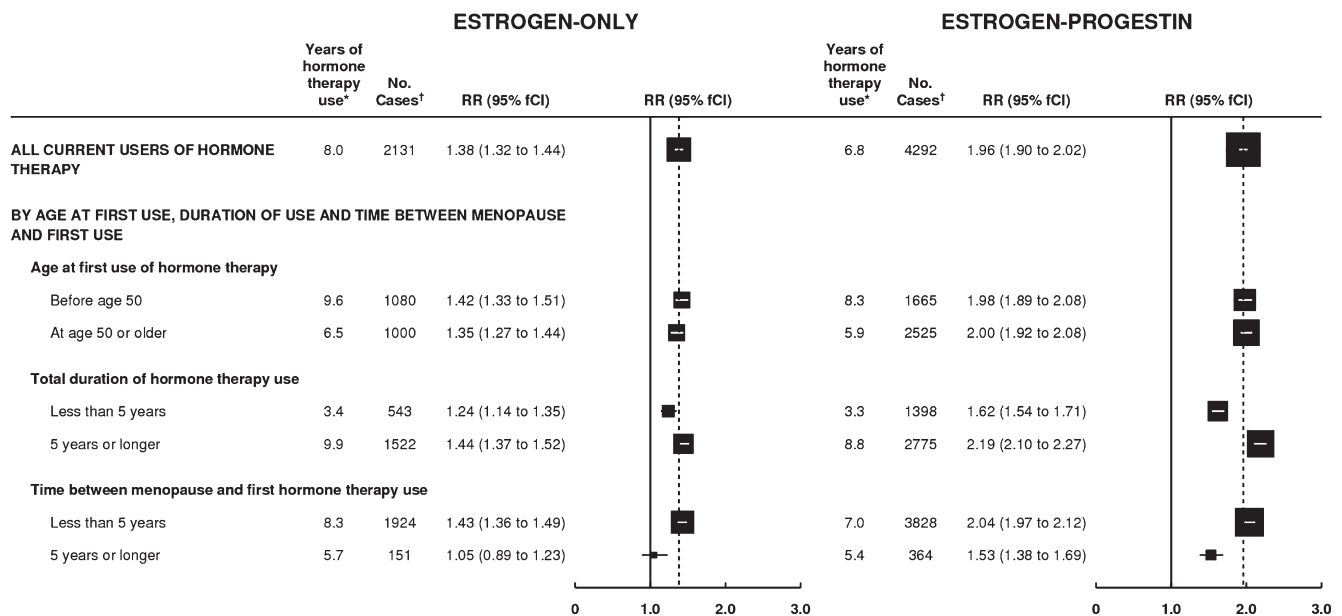 ESTROGEN-ONLY ESTROGEN-PROGESTIN
Years of Years of
hormone hormone
therapy No. therapy No.
use* Cases† RR (95% fCI) RR (95% fCI) use* Cases† RR (95% fCI) RR (95% fCI)
ALL CURRENT USERS OF HORMONE 8.0 2131 1.38 (1.32 to 1.44) 6.8 4292 1.96 (1.90 to 2.02)
THERAPY
BY AGE AT FIRST USE, DURATION OF USE AND TIME BETWEEN MENOPAUSE
AND FIRST USE
Age at first use of hormone therapy
Before age 50 9.6 1080 1.42 (1.33 to 1.51) 8.3 1665 1.98 (1.89 to 2.08)
At age 50 or older 6.5 1000 1.35 (1.27 to 1.44) 5.9 2525 2.00 (1.92 to 2.08)
Total duration of hormone therapy use
Less than 5 years 3.4 543 1.24 (1.14 to 1.35) 3.3 1398 1.62 (1.54 to 1.71)
5 years or longer 9.9 1522 1.44 (1.37 to 1.52) 8.8 2775 2.19 (2.10 to 2.27)
Time between menopause and first hormone therapy use
Less than 5 years 8.3 1924 1.43 (1.36 to 1.49) 7.0 3828 2.04 (1.97 to 2.12)
5 years or longer 5.7 151 1.05 (0.89 to 1.23) 5.4 364 1.53 (1.38 to 1.69)
0 1.0 2.0 3.0 0 1.0 2.0 3.0